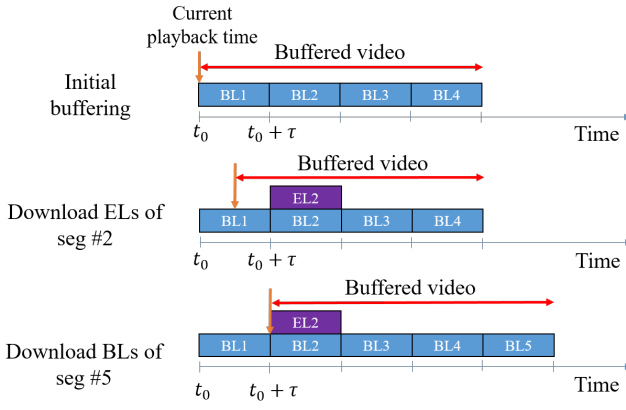 Current
playback time
Buffered video
Initial
buffering
BL1 BL2 BL3 BL4
t₀ t₀ + τ Time
Buffered video
Download ELs of
seg #2
EL2
BL1 BL2 BL3 BL4
t₀ t₀ + τ Time
Buffered video
Download BLs of
seg #5
EL2
BL1 BL2 BL3 BL4 BL5
t₀ t₀ + τ Time